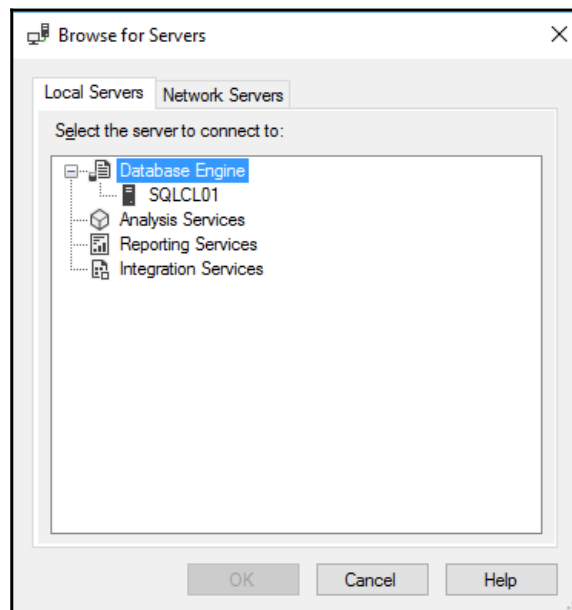 Browse for Servers
Local Servers Network Servers
Select the server to connect to:
Database Engine
SQLCL01
Analysis Services
Reporting Services
Integration Services
OK Cancel Help